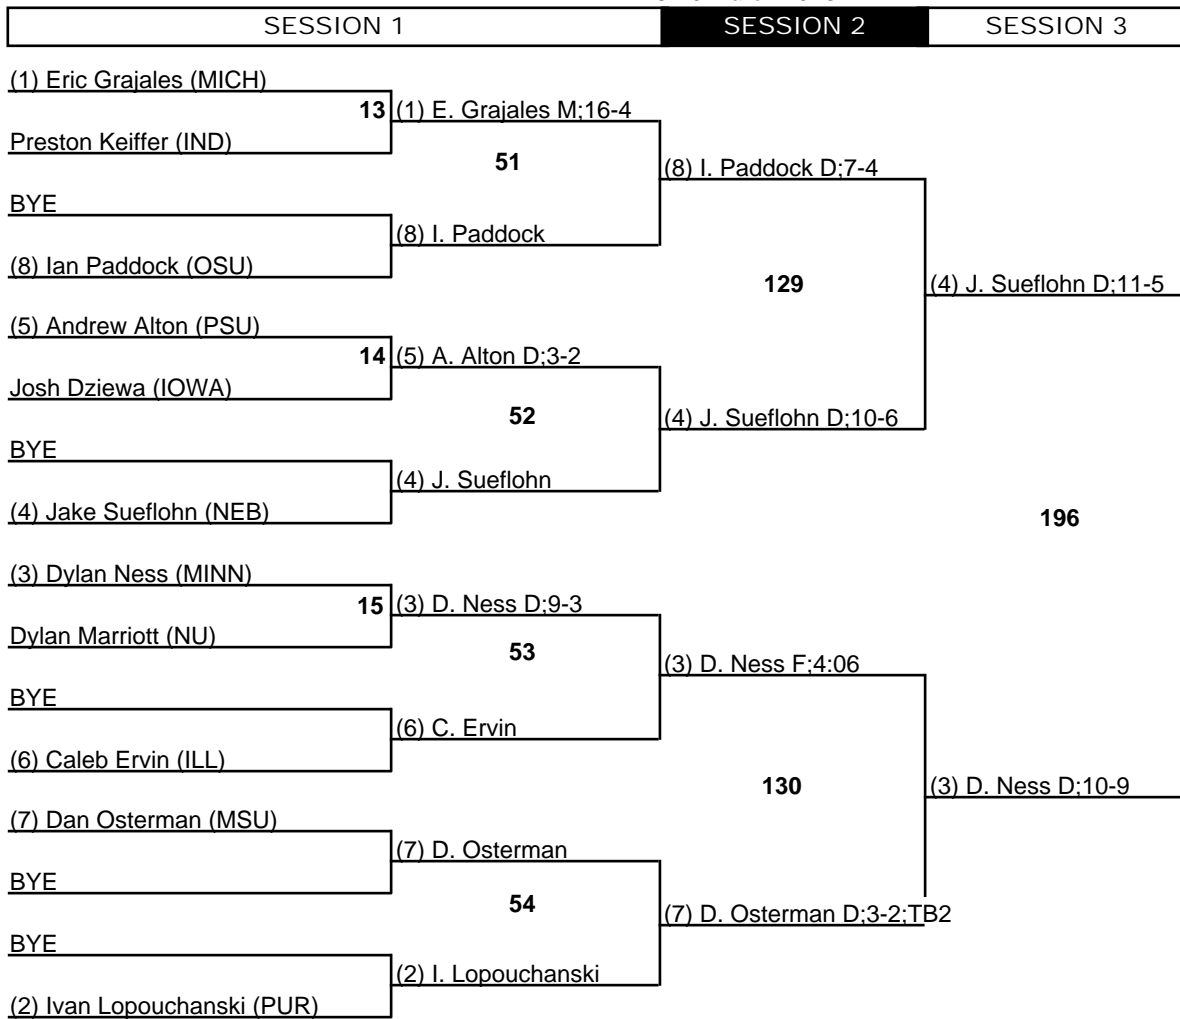 SESSION 1 SESSION 2 SESSION 3
(1) Eric Grajales (MICH)
13 (1) E. Grajales M;16-4
Preston Keiffer (IND)
51
(8) I. Paddock D;7-4
BYE
(8) I. Paddock
(8) Ian Paddock (OSU)
129 (4) J. Sueflohn D;11-5
(5) Andrew Alton (PSU)
14 (5) A. Alton D;3-2
Josh Dziewa (IOWA)
52 (4) J. Sueflohn D;10-6
BYE
(4) J. Sueflohn
(4) Jake Sueflohn (NEB)
196
(3) Dylan Ness (MINN)
15 (3) D. Ness D;9-3
Dylan Marriott (NU)
53
(3) D. Ness F;4:06
BYE
(6) C. Ervin
(6) Caleb Ervin (ILL)
130 (3) D. Ness D;10-9
(7) Dan Osterman (MSU)
(7) D. Osterman
BYE
54
(7) D. Osterman D;3-2;TB2
BYE
(2) I. Lopouchanski
(2) Ivan Lopouchanski (PUR)